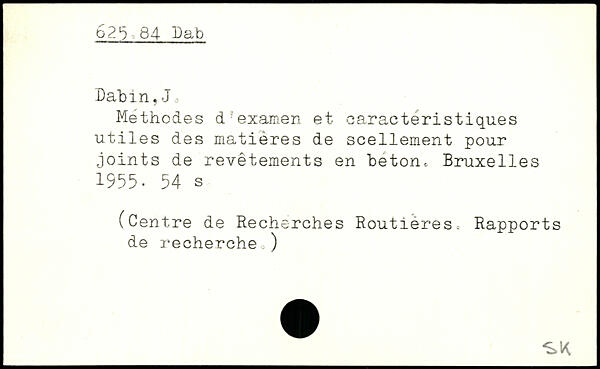 625.84 Dab
Dabin, J.
Méthodes d'examen et caractéristiques
utiles des matières de scellement pour
joints de revêtements en béton. Bruxelles
1955. 54 s
(Centre de Recherches Routières. Rapports
de recherche.)
SK